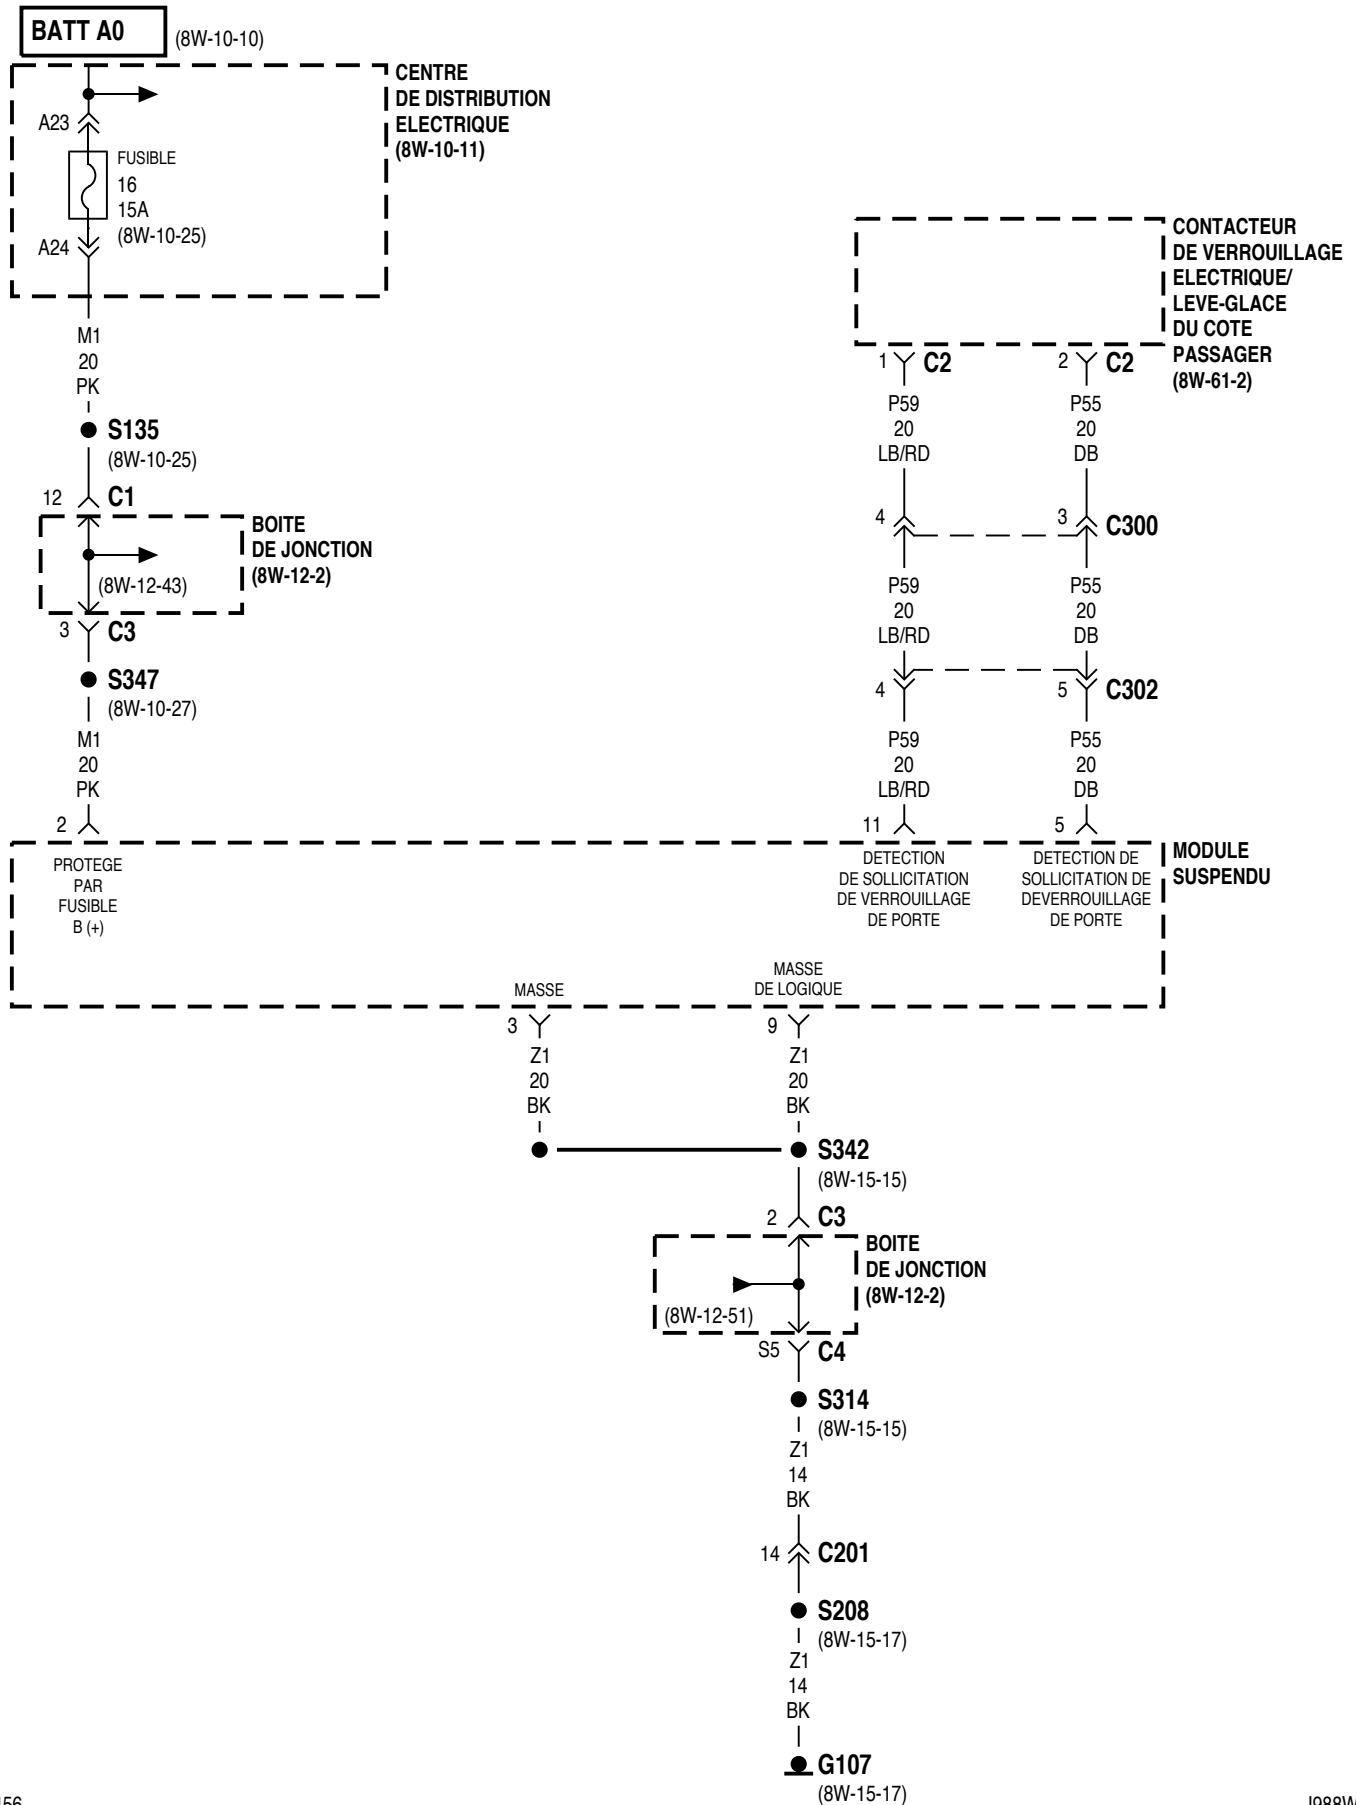 BATT A0
(8W-10-10)
CENTRE
DE DISTRIBUTION
ELECTRIQUE
(8W-10-11)
A23
FUSIBLE
16
15A
(8W-10-25)
A24
M1
20
PK
S135
(8W-10-25)
12
C1
BOITE
DE JONCTION
(8W-12-2)
(8W-12-43)
3
C3
S347
(8W-10-27)
M1
20
PK
2
CONTACTEUR
DE VERROUILLAGE
ELECTRIQUE/
LEVE-GLACE
DU COTE
PASSAGER
(8W-61-2)
1
C2
2
C2
P59
20
LB/RD
P55
20
DB
4
3
C300
P59
20
LB/RD
P55
20
DB
4
5
C302
P59
20
LB/RD
P55
20
DB
11
5
MODULE
SUSPENDU
PROTEGE
PAR
FUSIBLE
B (+)
DETECTION
DE SOLLICITATION
DE VERROUILLAGE
DE PORTE
DETECTION DE
SOLLICITATION DE
DEVERROUILLAGE
DE PORTE
MASSE
MASSE
DE LOGIQUE
3
Z1
20
BK
9
Z1
20
BK
S342
(8W-15-15)
2
C3
BOITE
DE JONCTION
(8W-12-2)
(8W-12-51)
S5
C4
S314
(8W-15-15)
Z1
14
BK
14
C201
S208
(8W-15-17)
Z1
14
BK
G107
(8W-15-17)